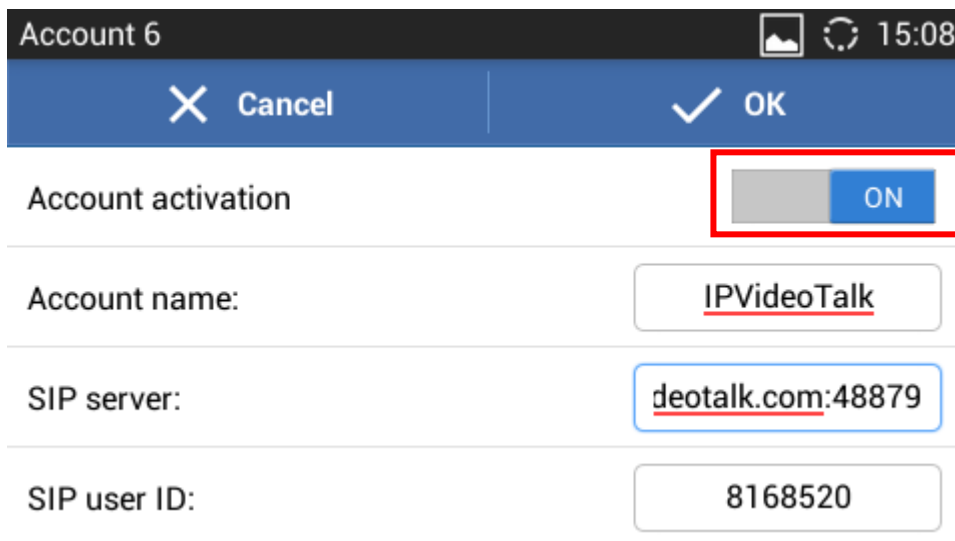 Account 6 15:08
Cancel OK
Account activation ON
Account name: IPVideoTalk
SIP server: deotalk.com:48879
SIP user ID: 8168520